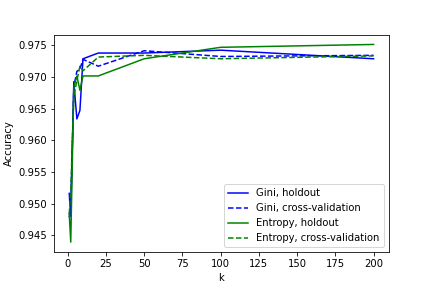 0.975
0.970
0.965
0.960
0.955
0.950
0.945
Accuracy
0 25 50 75 100 125 150 175 200
k
Gini, holdout
Gini, cross-validation
Entropy, holdout
Entropy, cross-validation